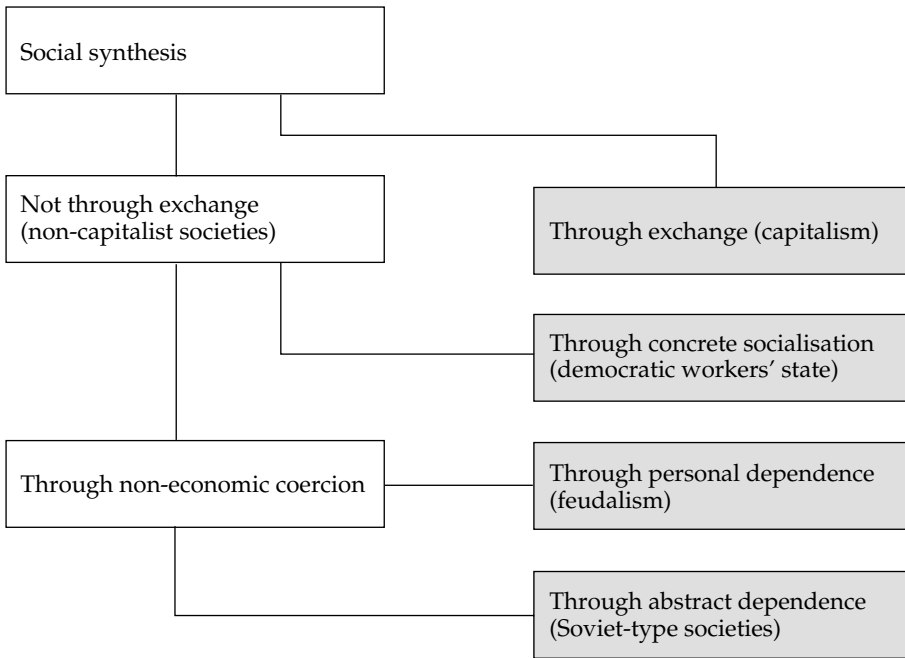 Social synthesis
Not through exchange
(non-capitalist societies)
Through exchange (capitalism)
Through concrete socialisation
(democratic workers’ state)
Through non-economic coercion
Through personal dependence
(feudalism)
Through abstract dependence
(Soviet-type societies)